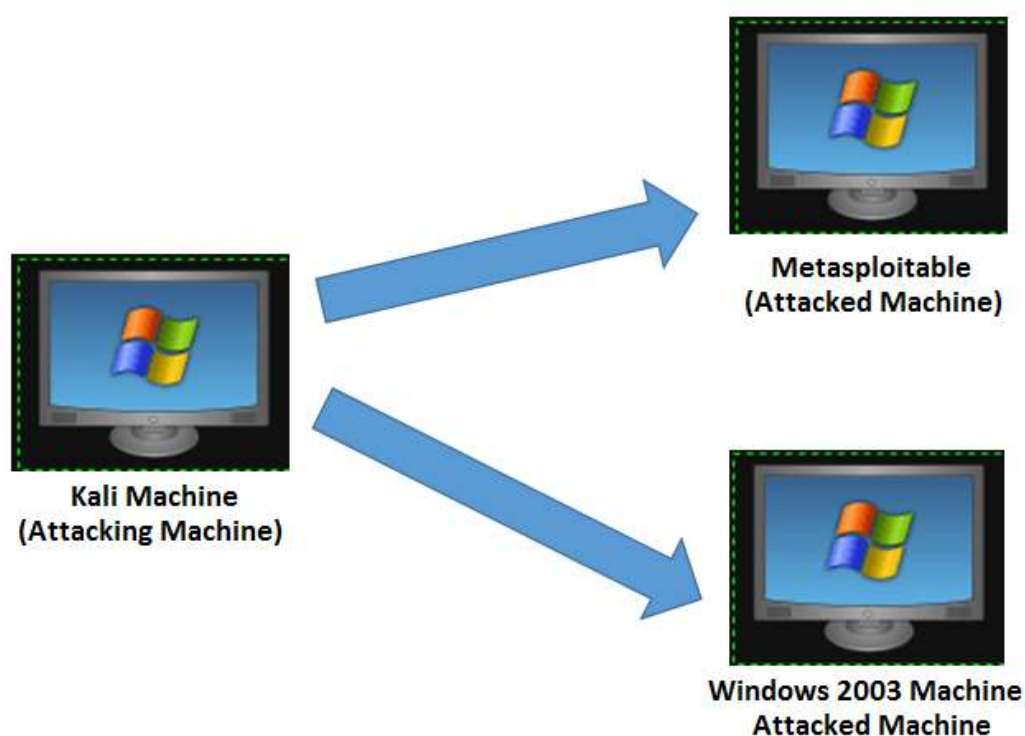 Metasploitable
(Attacked Machine)
Kali Machine
(Attacking Machine)
Windows 2003 Machine
Attacked Machine